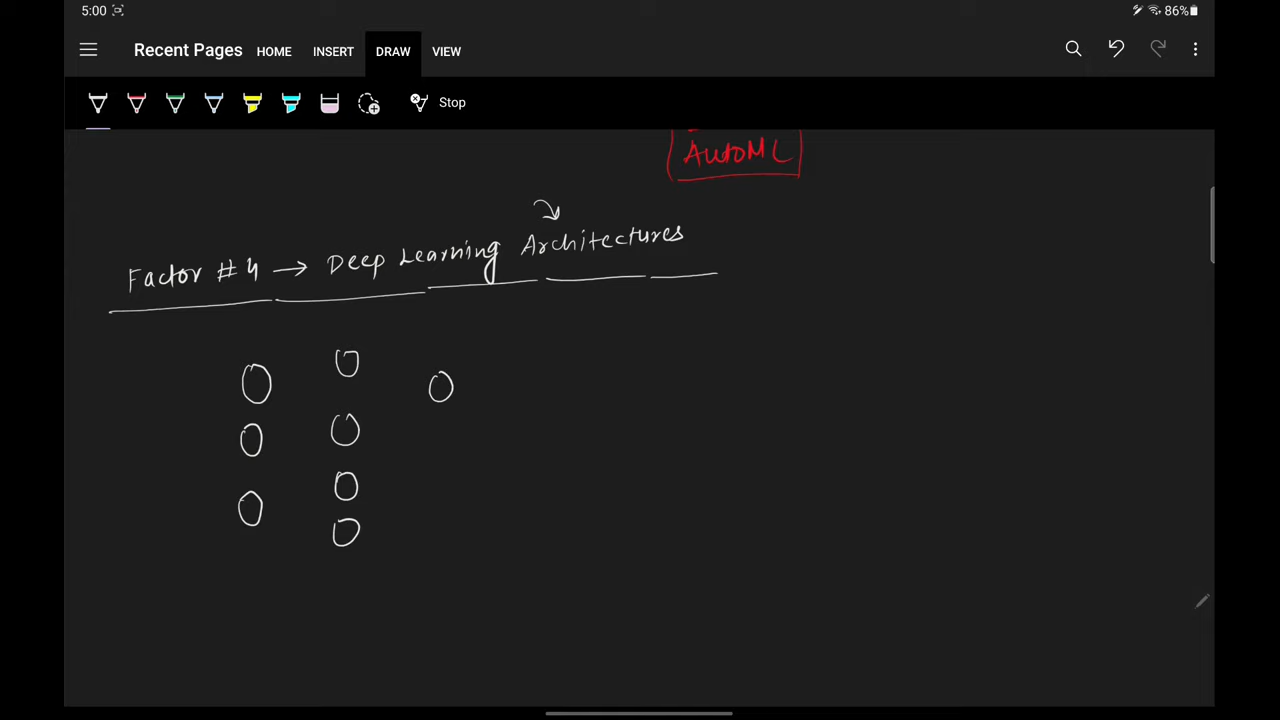 5:00
86%
Recent Pages HOME INSERT DRAW VIEW
Stop
AutoML
Factor #4 → Deep Learning Architectures